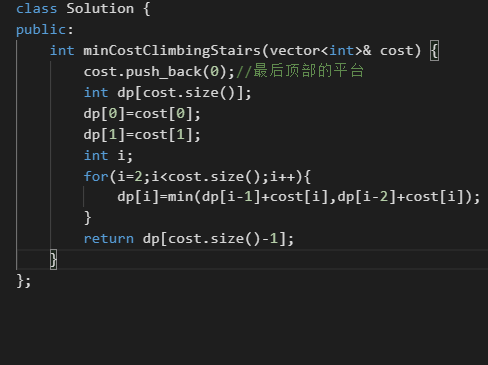 class Solution {
public:
    int minCostClimbingStairs(vector<int>& cost) {
        cost.push_back(0);//最后顶部的平台
        int dp[cost.size()];
        dp[0]=cost[0];
        dp[1]=cost[1];
        int i;
        for(i=2;i<cost.size();i++){
            dp[i]=min(dp[i-1]+cost[i],dp[i-2]+cost[i]);
        }
        return dp[cost.size()-1];
    }
};